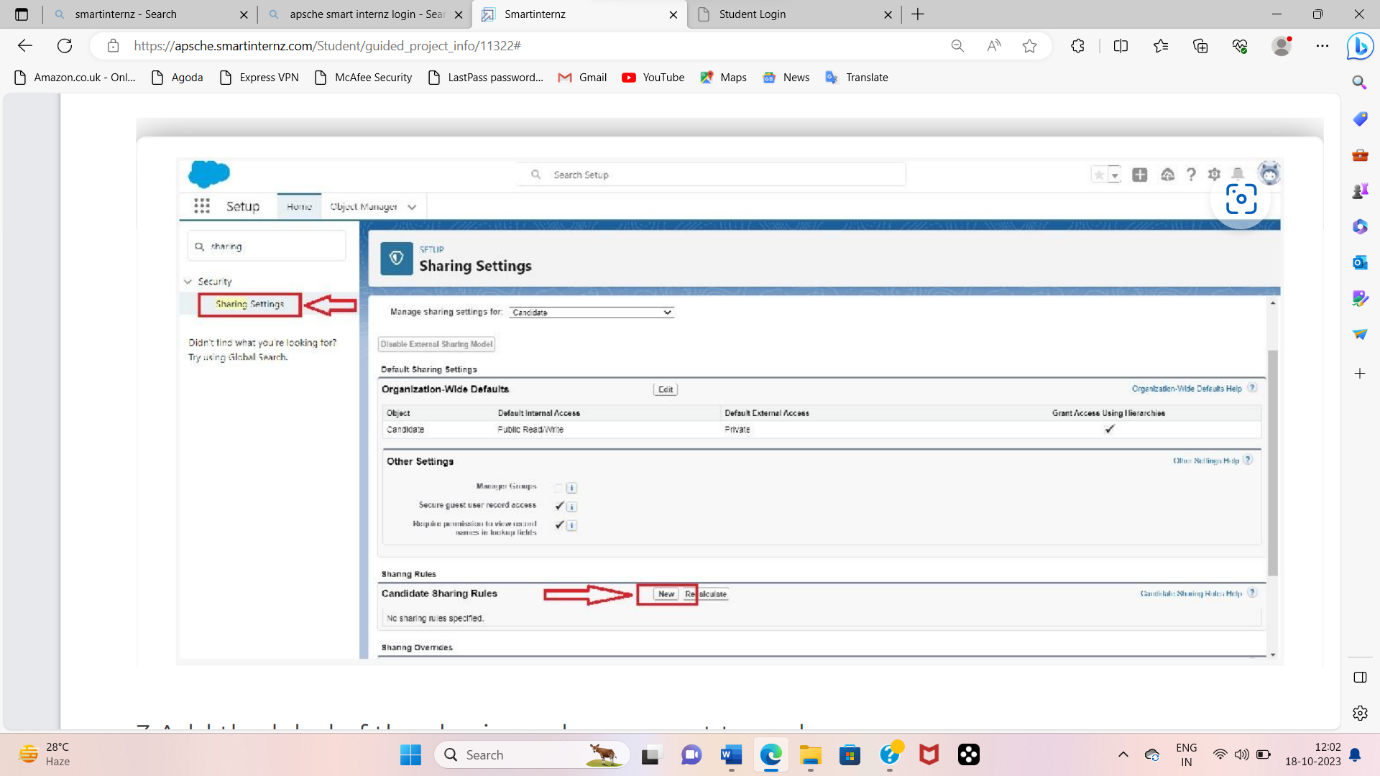 smartinternz - Search
apsche smart internz login - Sear
Smartinternz
Student Login
https://apsche.smartinternz.com/Student/guided_project_info/11322#
Amazon.co.uk - Onl... Agoda Express VPN McAfee Security LastPass password... Gmail YouTube Maps News Translate
Search Setup
Setup Home Object Manager
sharing
Security
Sharing Settings
Didn't find what you're looking for?
Try using Global Search.
SETUP
Sharing Settings
Manage sharing settings for: Candidate
Disable External Sharing Model
Default Sharing Settings
Organization-Wide Defaults Edit Organization-Wide Defaults Help ?
Object Default Internal Access Default External Access Grant Access Using Hierarchies
Candidate Public Read/Write Private ✓
Other Settings Other Settings Help ?
Manager Groups i
Secure guest user record access ✓ i
Require permission to view record ✓ i
names in lookup fields
Sharing Rules
Candidate Sharing Rules New Recalculate Candidate Sharing Rules Help ?
No sharing rules specified.
Sharing Overrides
28°C
Haze
Search
ENG
IN
12:02
18-10-2023